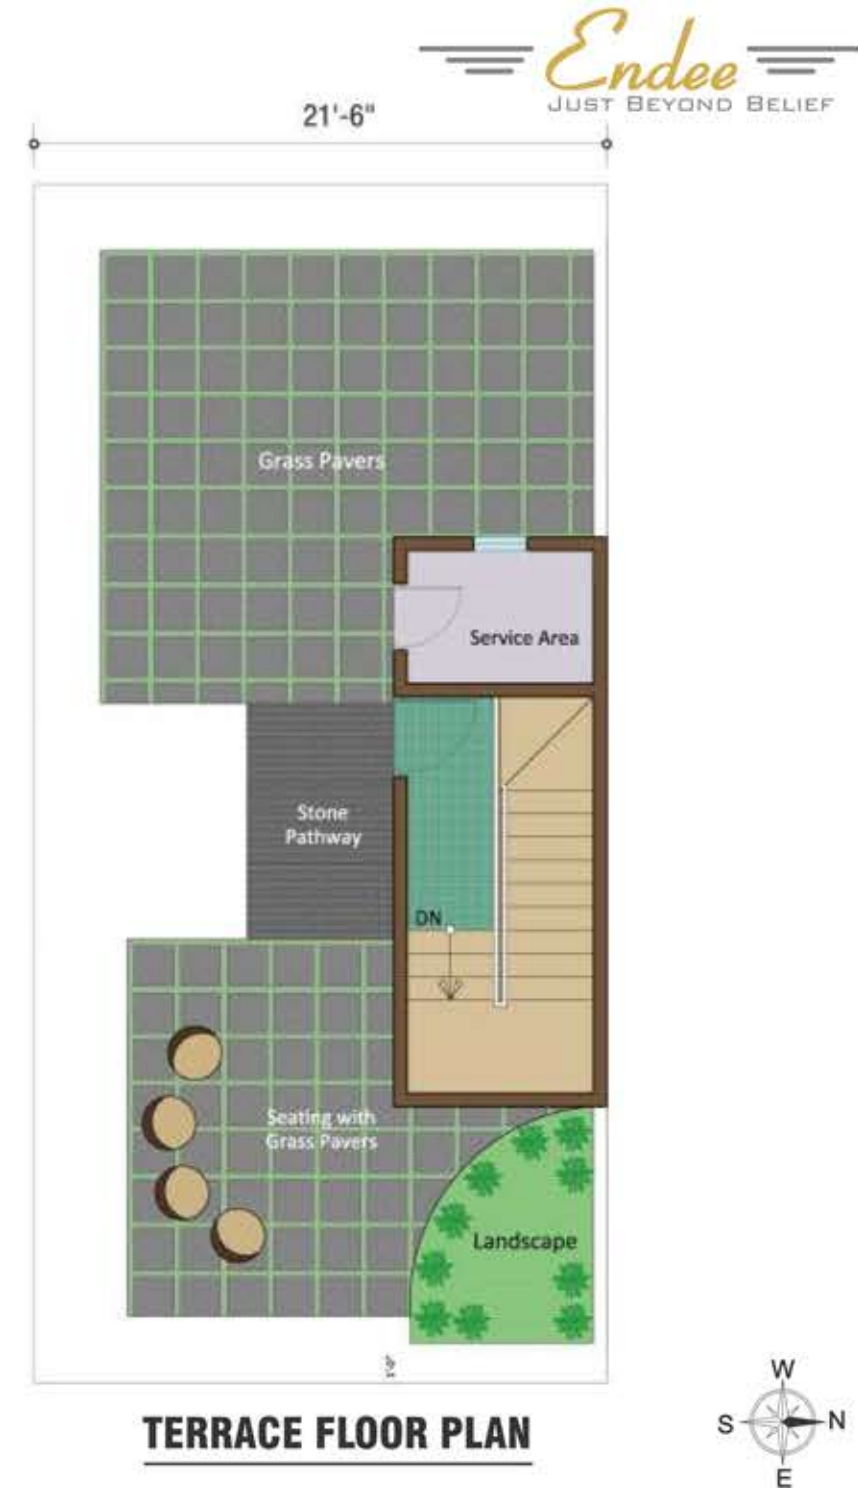 Endee
JUST BEYOND BELIEF
21'-6"
Grass Pavers
Service Area
Stone
Pathway
DN
Seating with
Grass Pavers
Landscape
TERRACE FLOOR PLAN
W
S
N
E